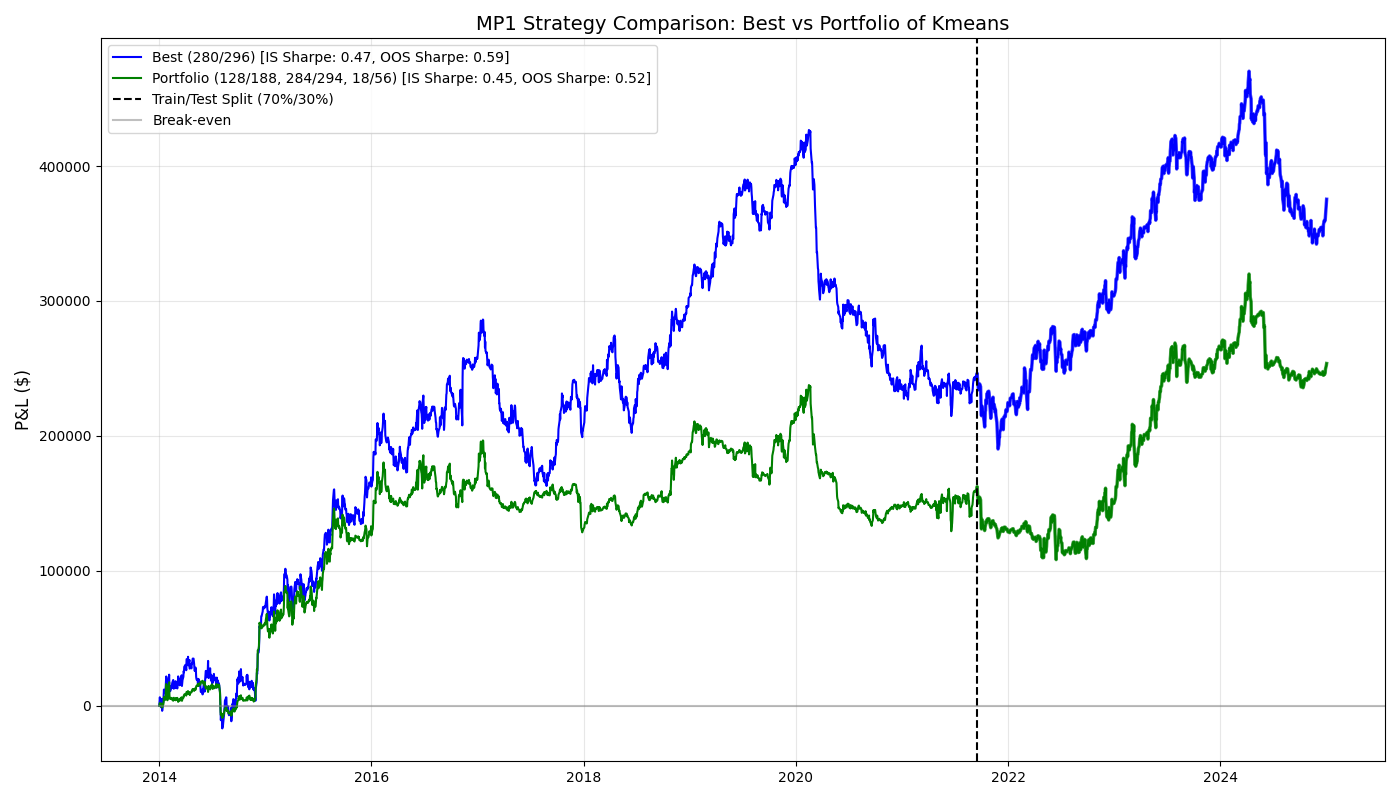 MP1 Strategy Comparison: Best vs Portfolio of Kmeans
Best (280/296) [IS Sharpe: 0.47, OOS Sharpe: 0.59]
Portfolio (128/188, 284/294, 18/56) [IS Sharpe: 0.45, OOS Sharpe: 0.52]
Train/Test Split (70%/30%)
Break-even
P&L ($)
400000
300000
200000
100000
0
2014
2016
2018
2020
2022
2024